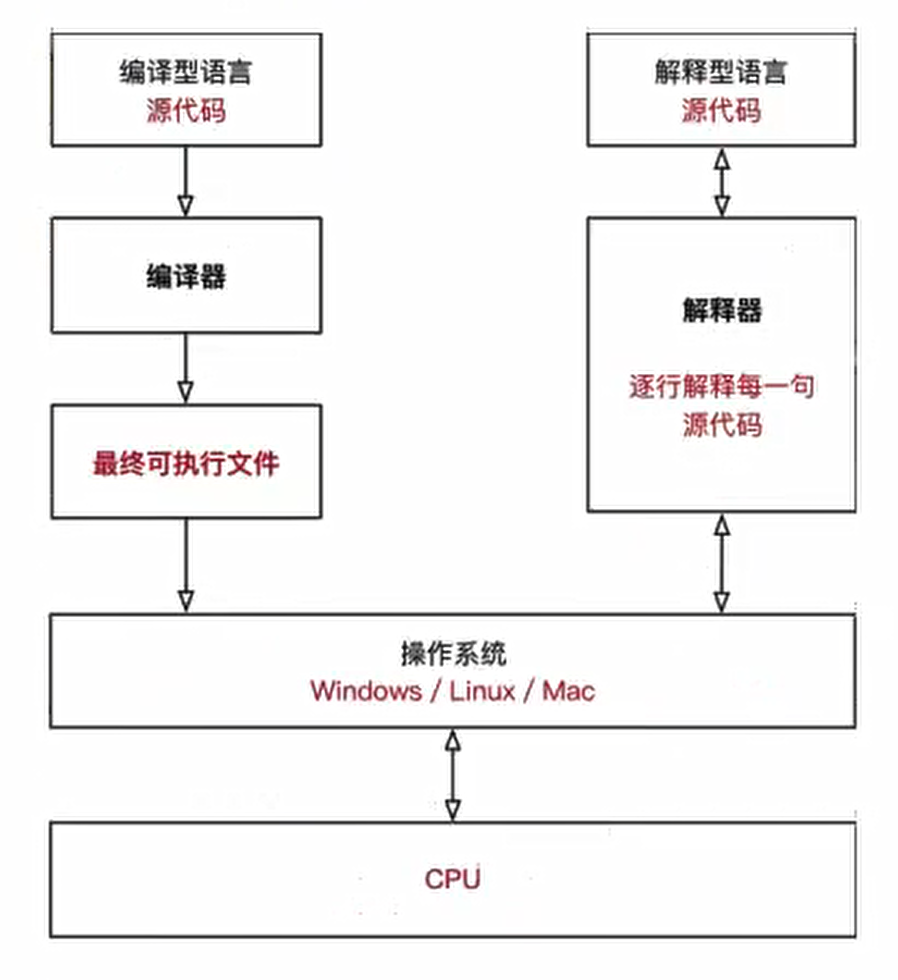 编译型语言
源代码
编译器
最终可执行文件
解释型语言
源代码
解释器
逐行解释每一句
源代码
操作系统
Windows / Linux / Mac
CPU